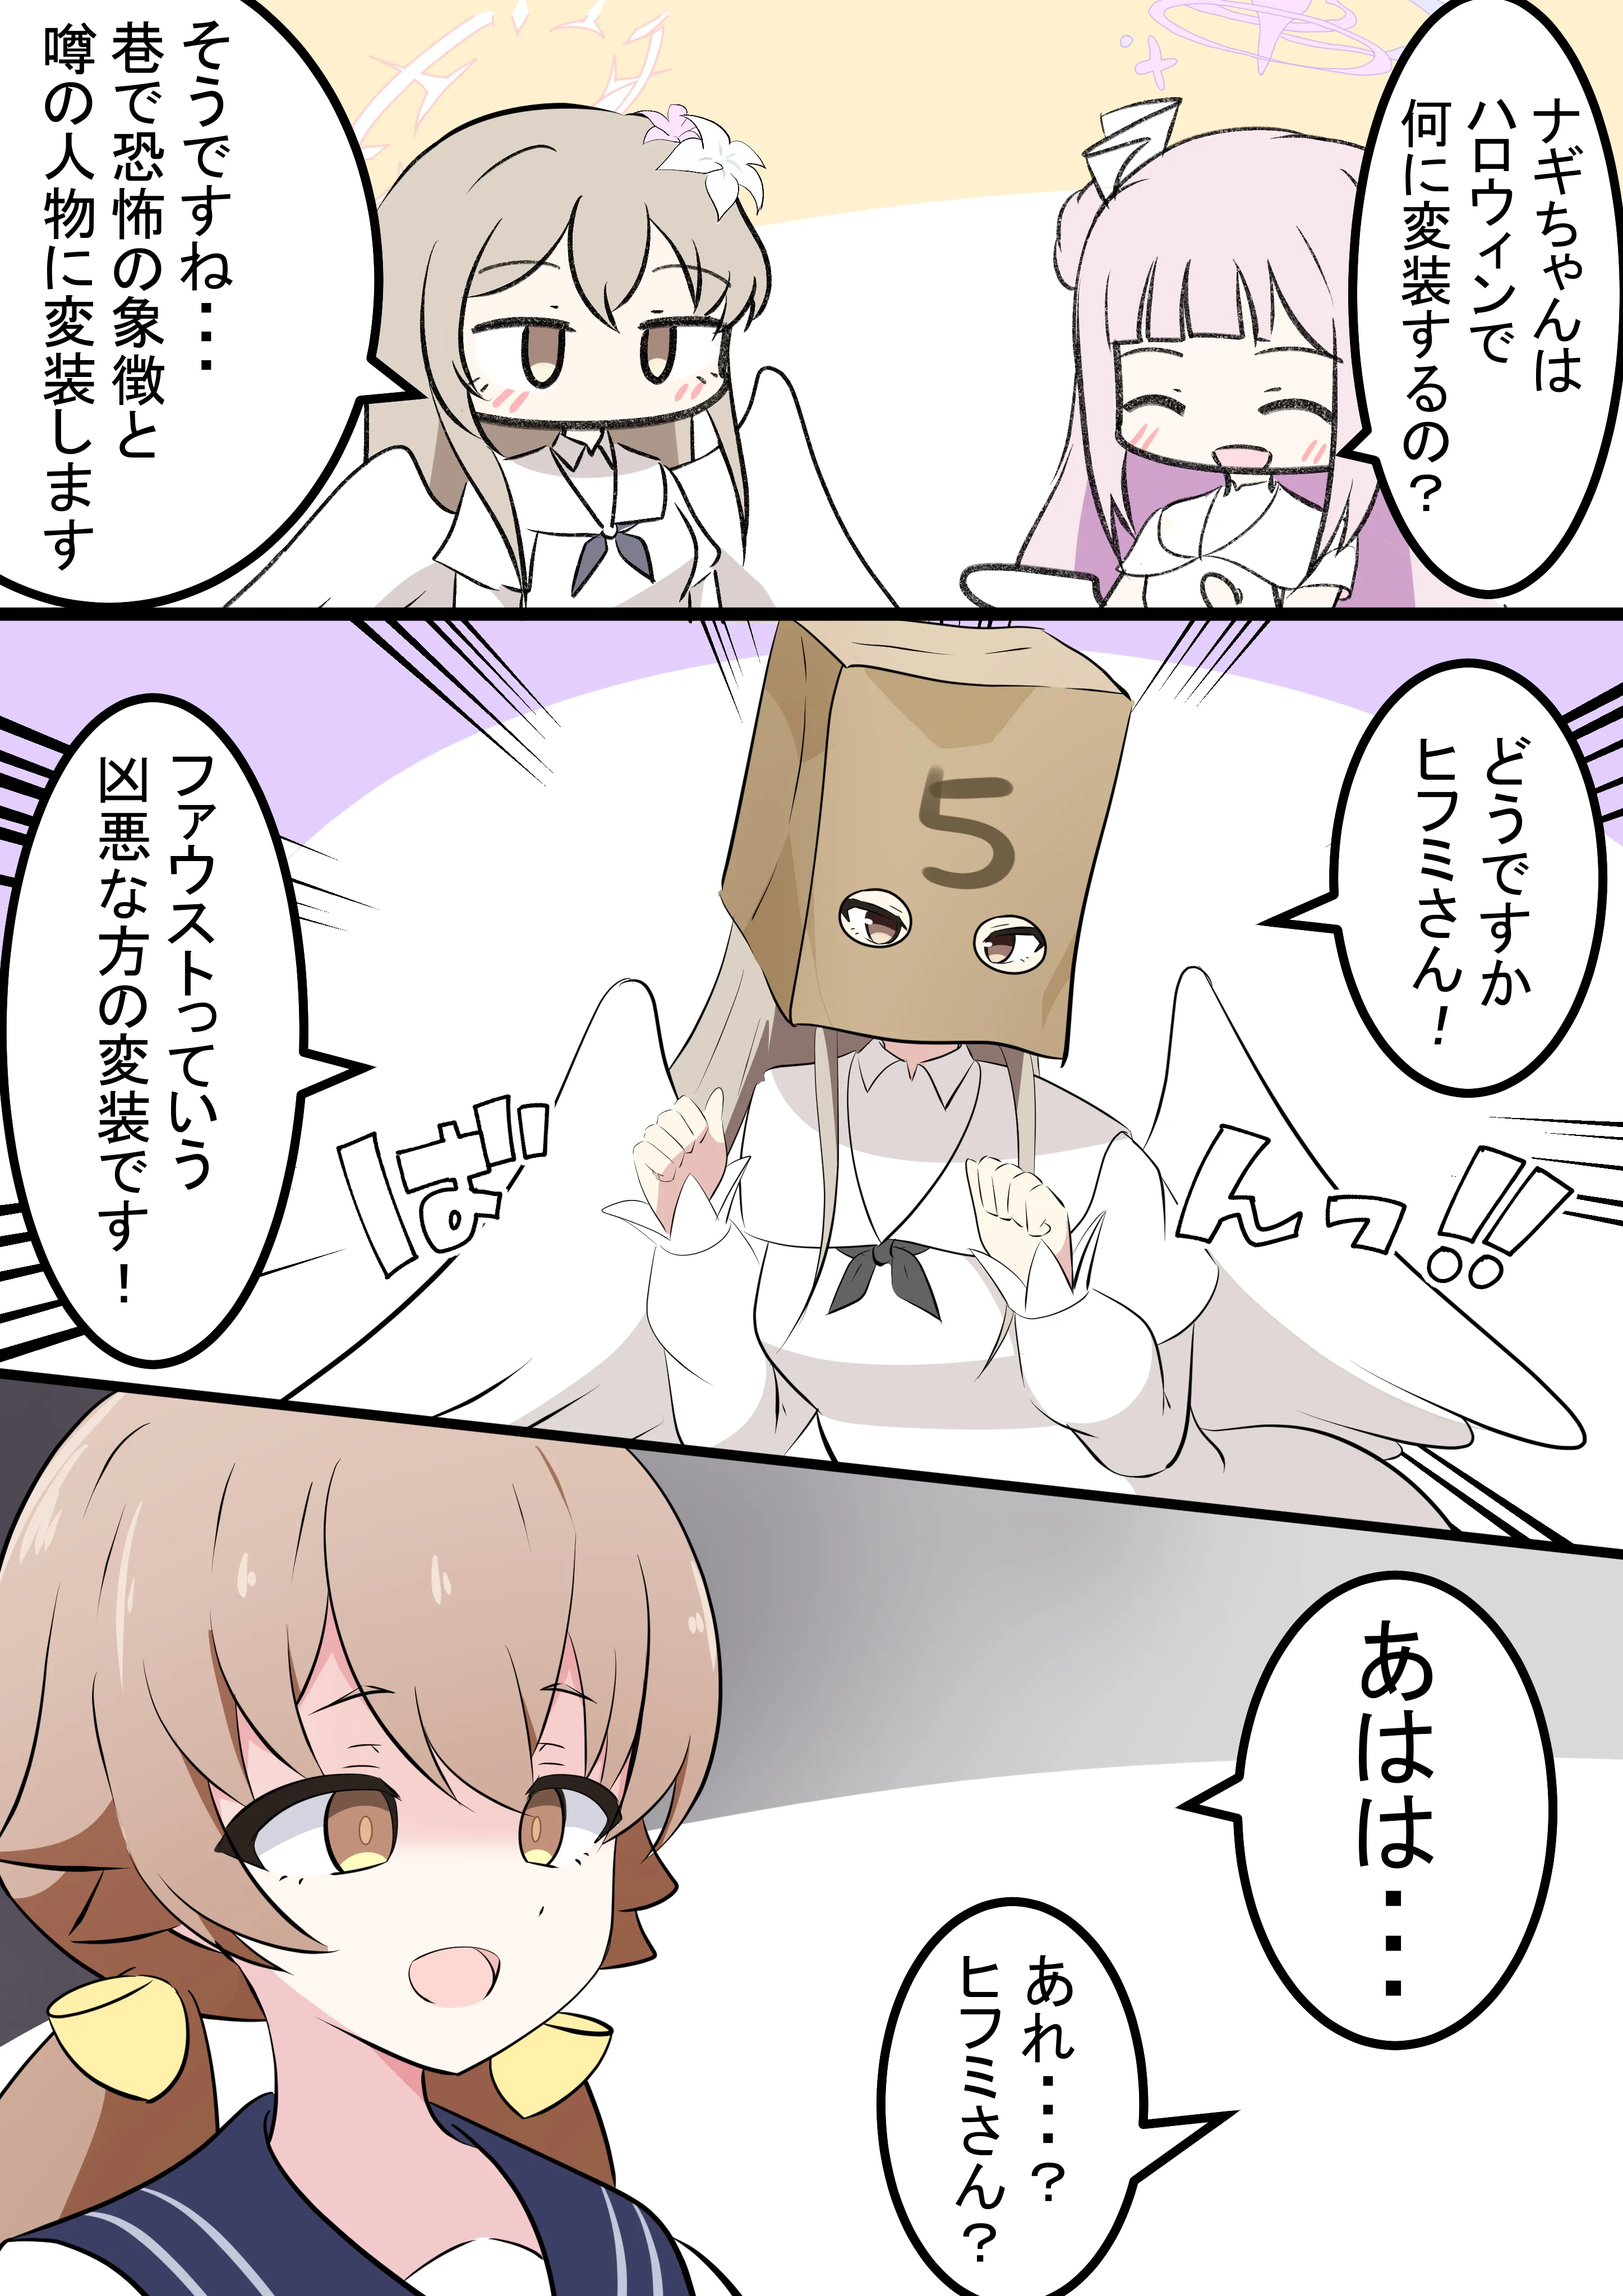 ナギちゃんは
ハロウィンで
何に変装するの？
そうですね・・・
巷で恐怖の象徴と
噂の人物に変装します
どうですか
ヒフミさん！
5
ばんっ!!
ファウストっていう
凶悪な方の変装です！
あはは・・・
あれ・・・？
ヒフミさん？